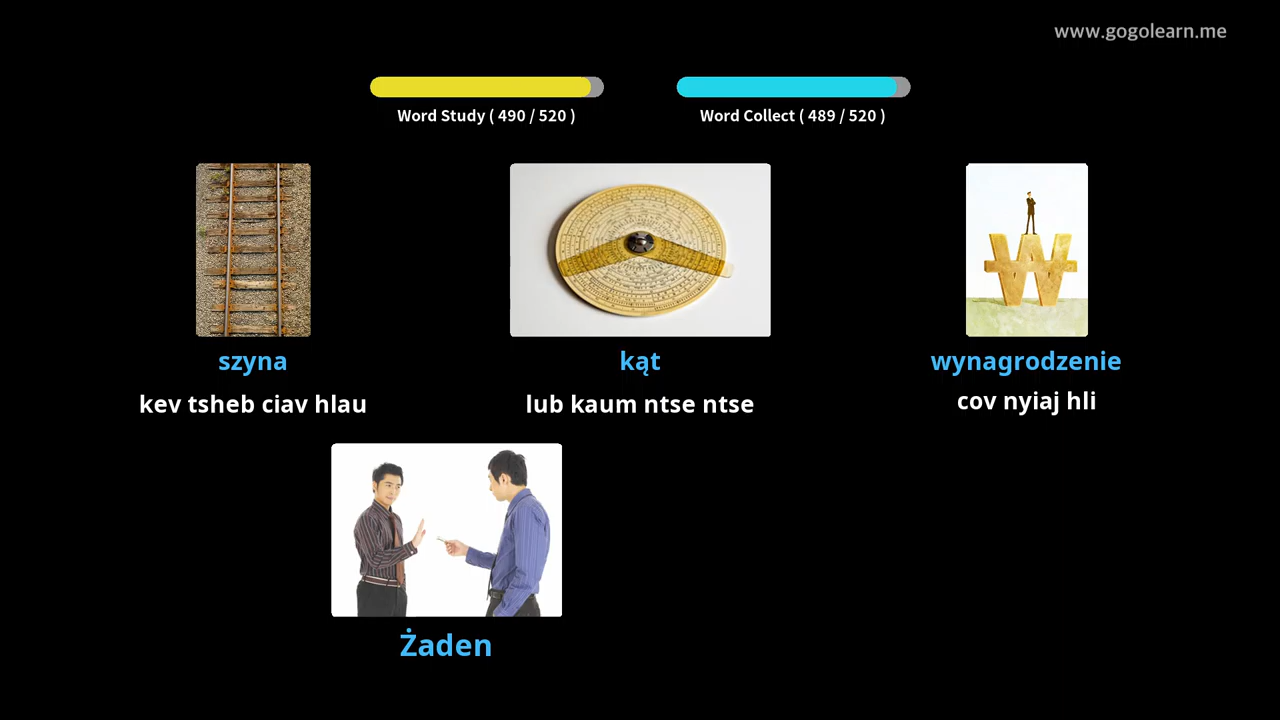 www.gogolearn.me
Word Study ( 490 / 520 )
Word Collect ( 489 / 520 )
szyna
kąt
wynagrodzenie
kev tsheb ciav hlau
lub kaum ntse ntse
cov nyiaj hli
Żaden